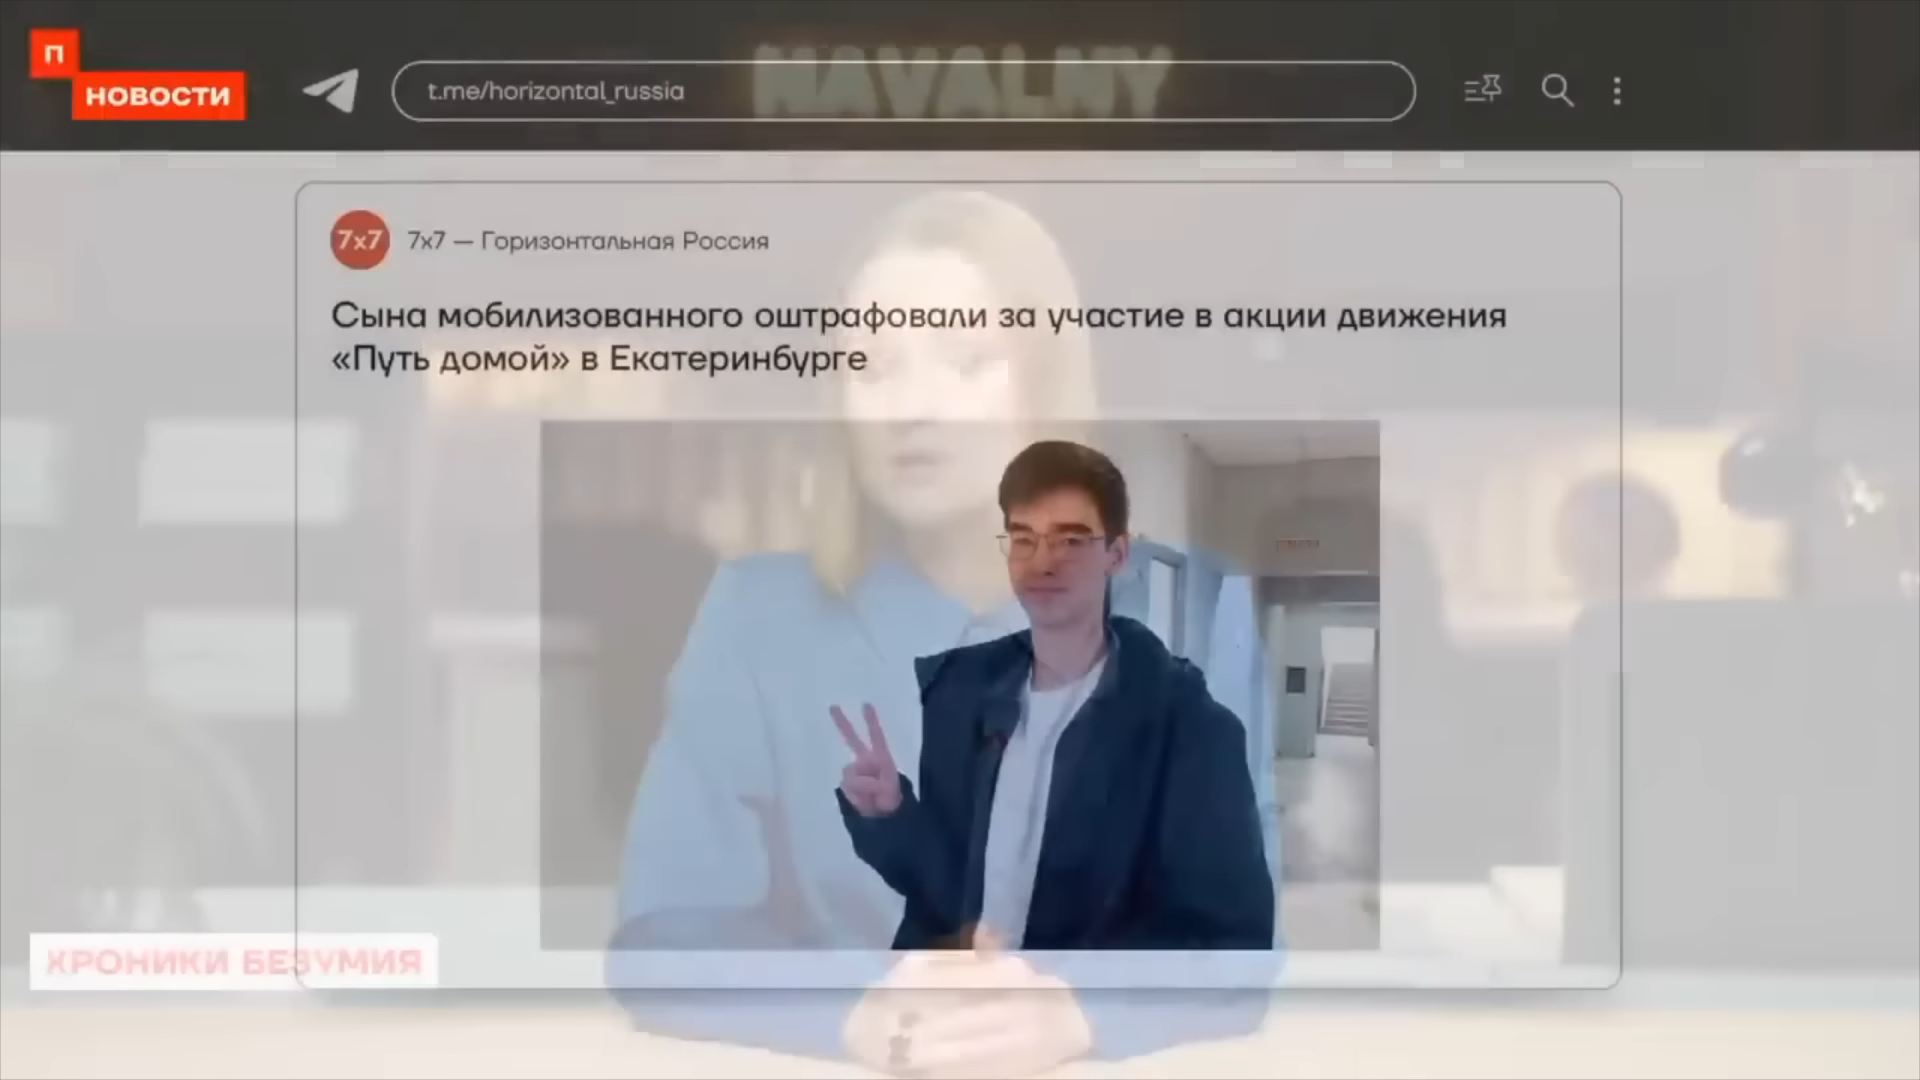 П
НОВОСТИ
NAVALNY
t.me/horizontal_russia
7x7
7x7 — Горизонтальная Россия
Сына мобилизованного оштрафовали за участие в акции движения
«Путь домой» в Екатеринбурге
ХРОНИКИ БЕЗУМИЯ